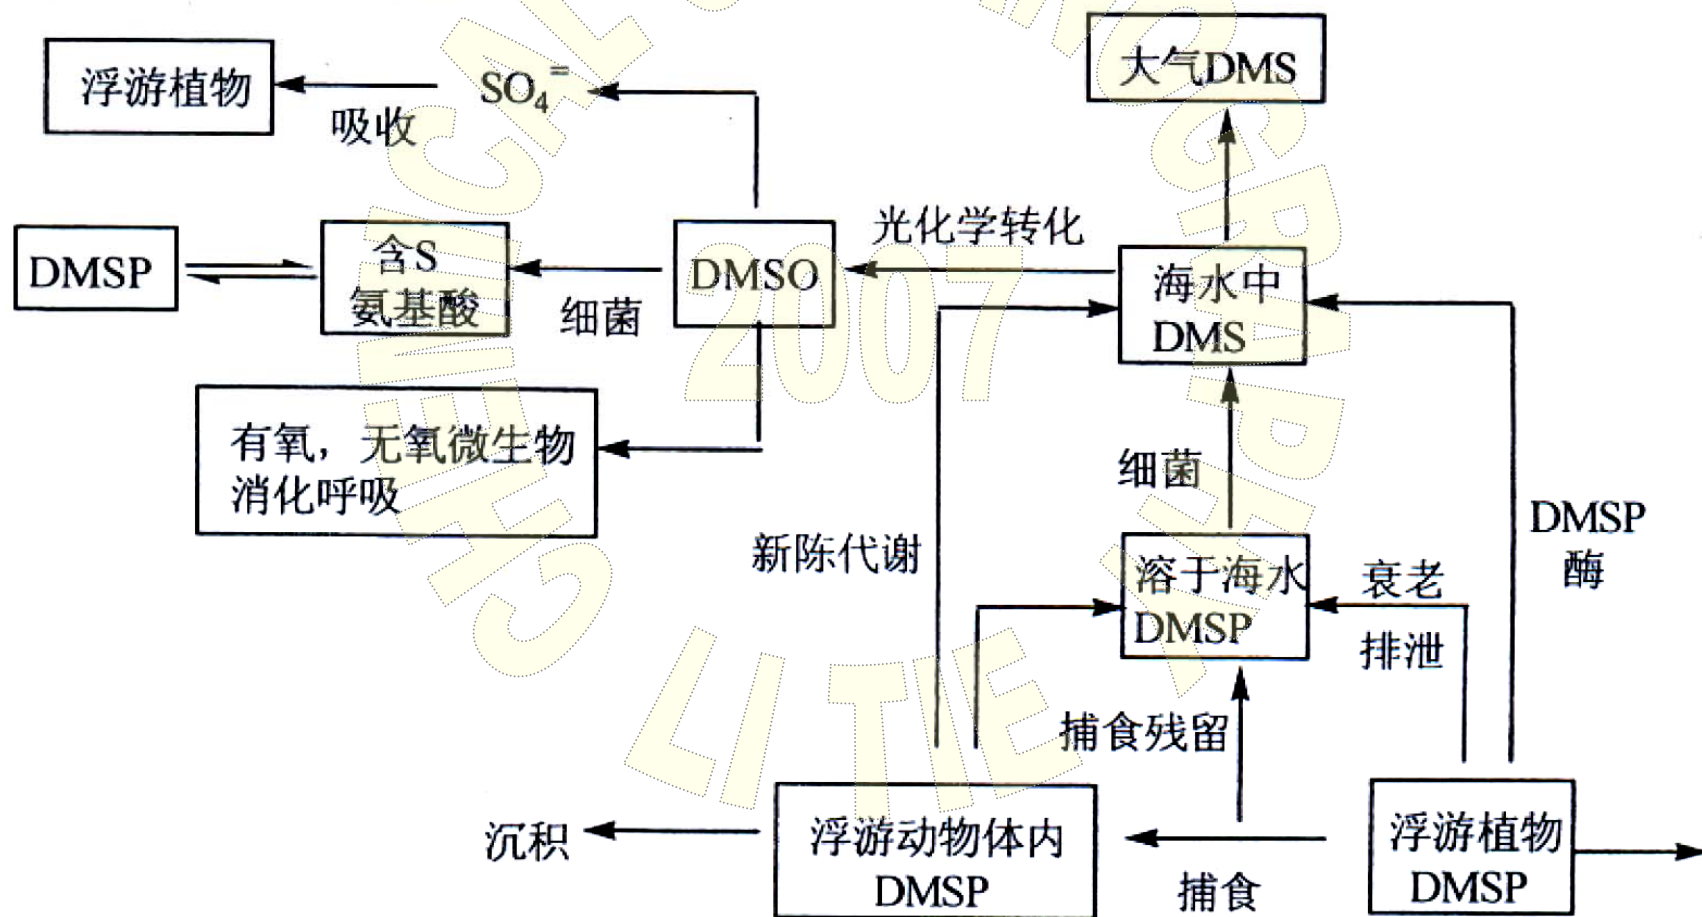 大气DMS
浮游植物
SO₄⁼
吸收
光化学转化
DMSP
含S
氨基酸
细菌
DMSO
海水中
DMS
有氧，无氧微生物
消化呼吸
细菌
新陈代谢
DMSP
酶
溶于海水
DMSP
衰老
排泄
捕食残留
沉积
浮游动物体内
DMSP
捕食
浮游植物
DMSP
2007
LI TIE